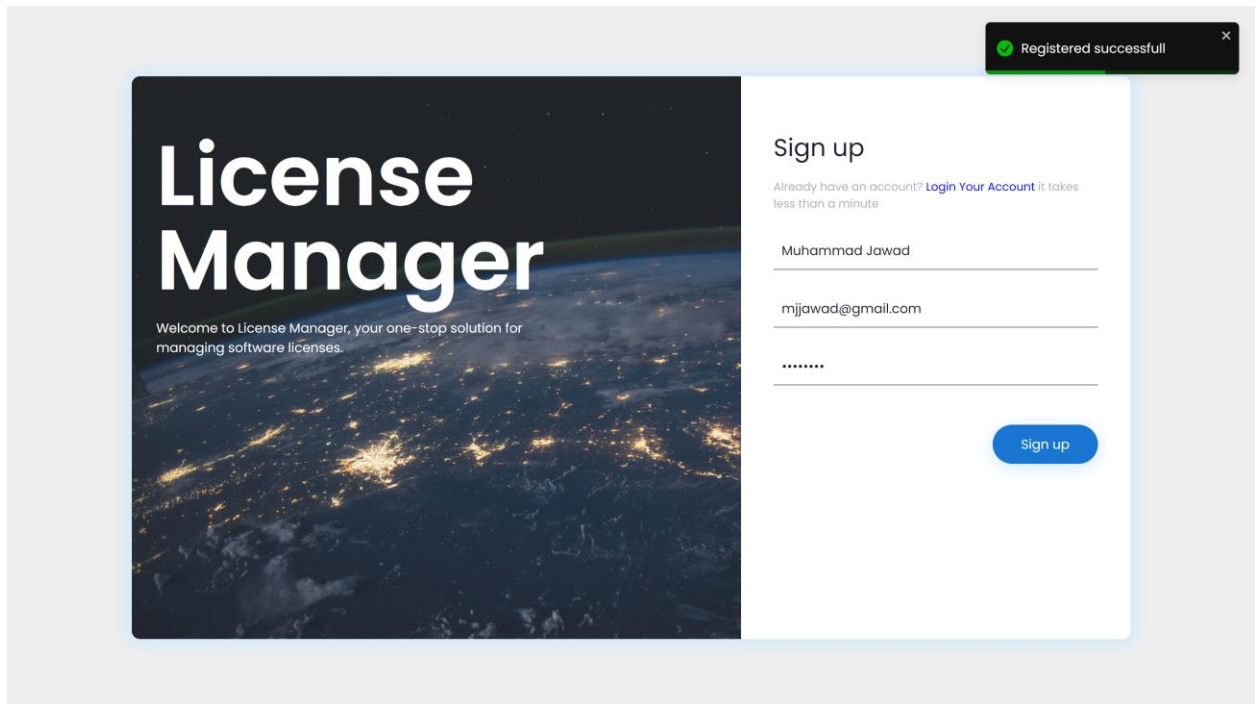 Registered successfull
License
Manager
Welcome to License Manager, your one-stop solution for
managing software licenses.
Sign up
Already have an account? Login Your Account it takes
less than a minute
Muhammad Jawad
mjjawad@gmail.com
••••••••
Sign up